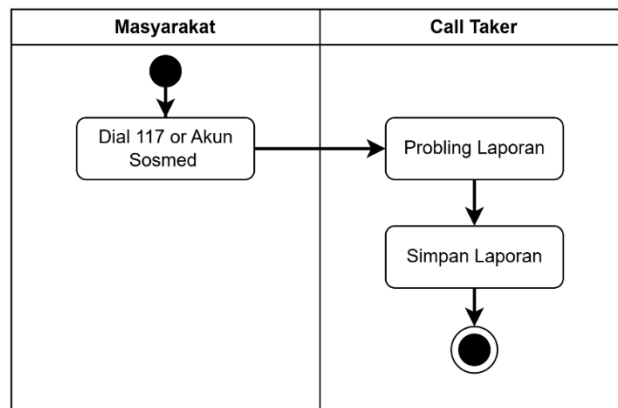 Masyarakat
Call Taker
Dial 117 or Akun
Sosmed
Probling Laporan
Simpan Laporan